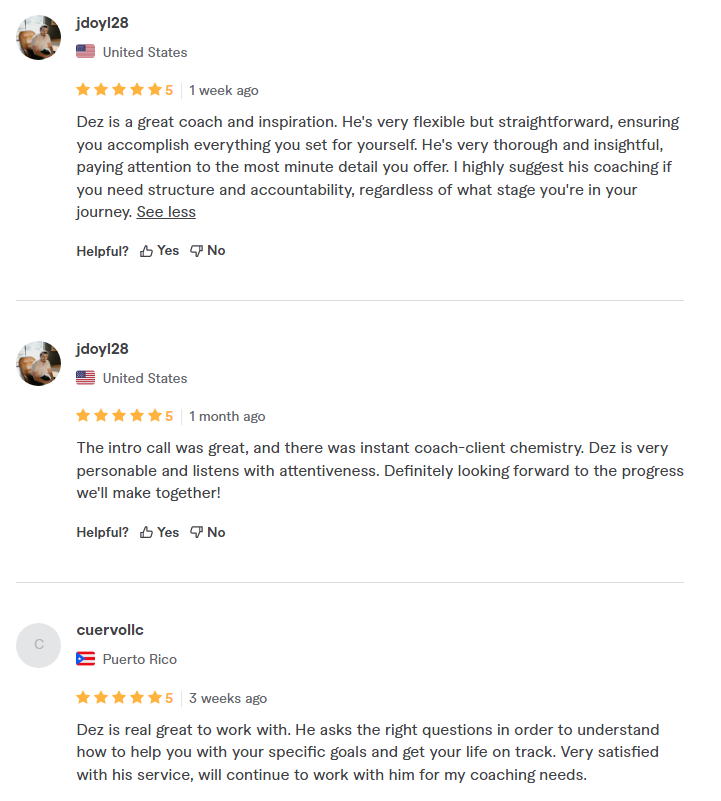 jdoyl28
United States
5 1 week ago
Dez is a great coach and inspiration. He's very flexible but straightforward, ensuring
you accomplish everything you set for yourself. He's very thorough and insightful,
paying attention to the most minute detail you offer. I highly suggest his coaching if
you need structure and accountability, regardless of what stage you're in your
journey. See less
Helpful? Yes No
jdoyl28
United States
5 1 month ago
The intro call was great, and there was instant coach-client chemistry. Dez is very
personable and listens with attentiveness. Definitely looking forward to the progress
we'll make together!
Helpful? Yes No
C
cuervollc
Puerto Rico
5 3 weeks ago
Dez is real great to work with. He asks the right questions in order to understand
how to help you with your specific goals and get your life on track. Very satisfied
with his service, will continue to work with him for my coaching needs.